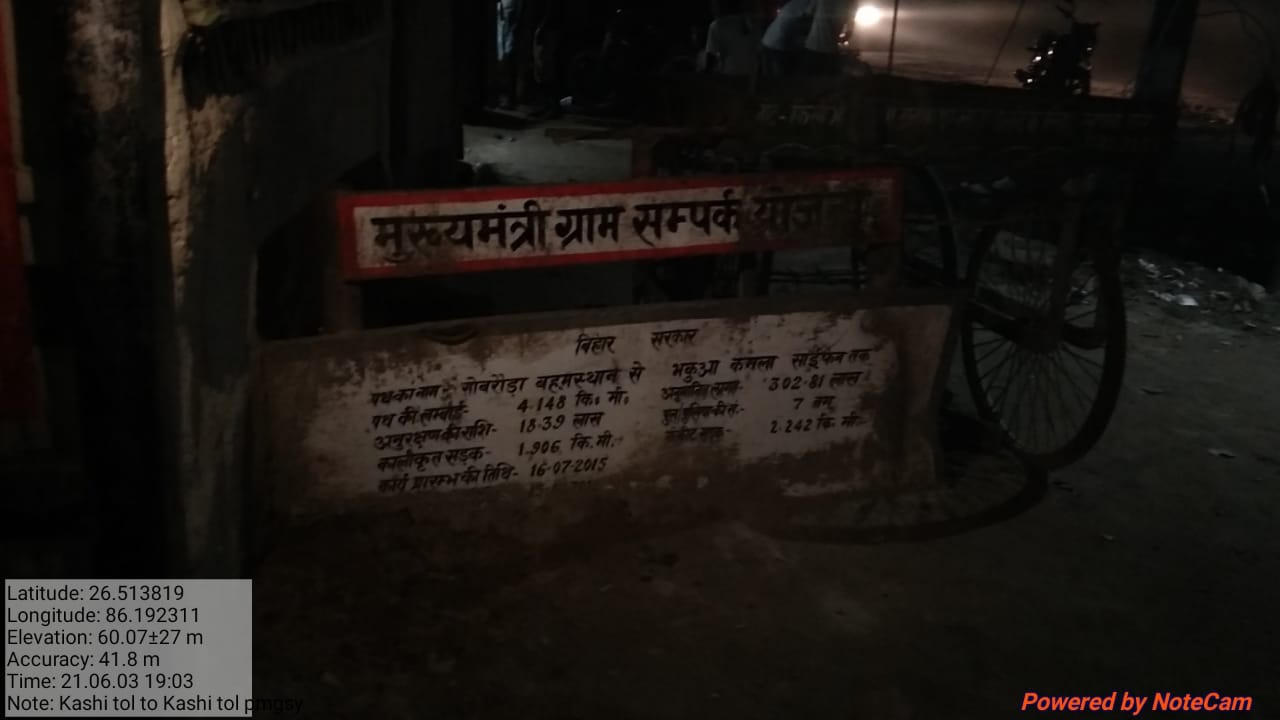 मुख्यमंत्री ग्राम सम्पर्क योजना
बिहार सरकार
पथ का नाम:- गोबरौड़ा बहमस्थान से भकुआ कमला साईफन तक
पथ की लम्बाई:- 4.148 कि. मी. 302.81 लाख
अनुरक्षण की राशि- 18.39 लाख 7 नग
कालीकृत सड़क- 1.906 कि.मी. 2.242 कि. मी.
कार्य प्रारम्भ की तिथि- 16-07-2015
Latitude: 26.513819
Longitude: 86.192311
Elevation: 60.07±27 m
Accuracy: 41.8 m
Time: 21.06.03 19:03
Note: Kashi tol to Kashi tol pmgsy
Powered by NoteCam